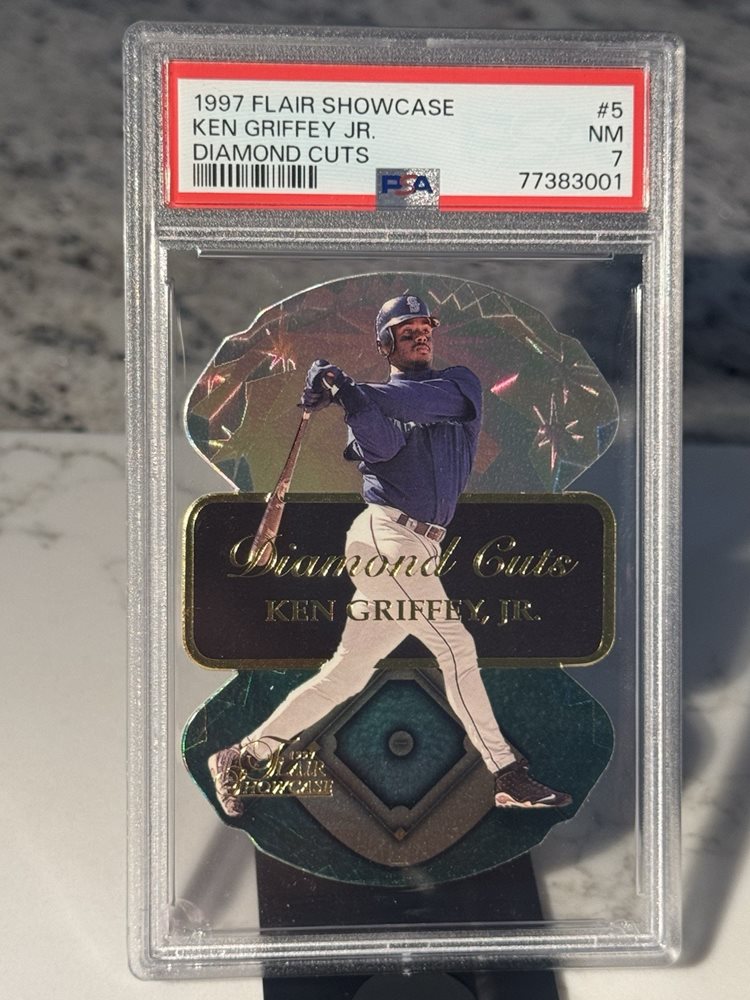 1997 FLAIR SHOWCASE #5
KEN GRIFFEY JR. NM
DIAMOND CUTS 7
PSA 77383001
S
Diamond Cuts
KEN GRIFFEY, JR.
1997
FLAIR
SHOWCASE